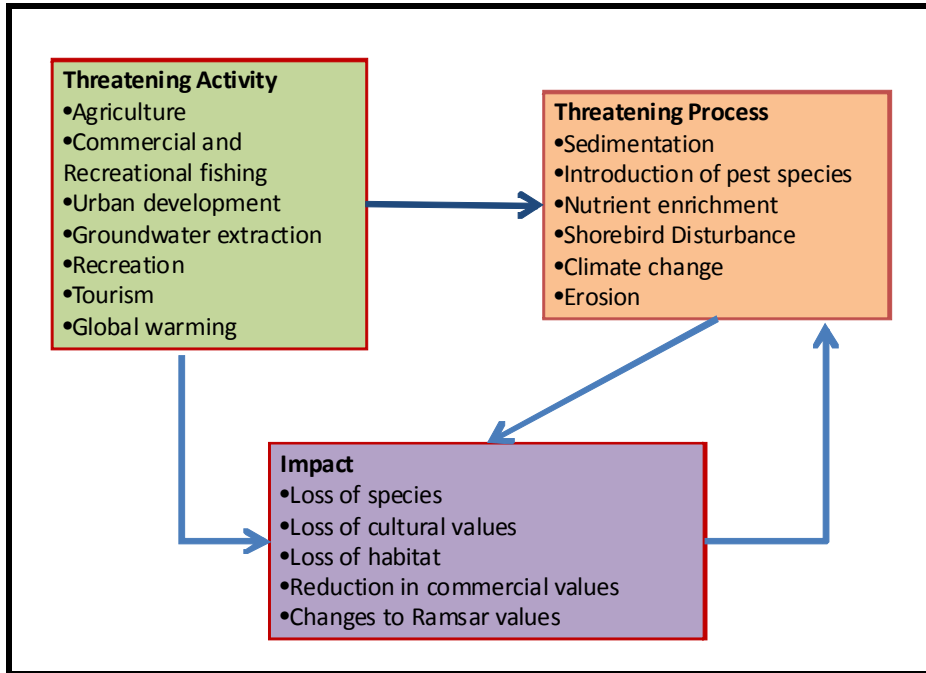 Threatening Activity
•Agriculture
•Commercial and
Recreational fishing
•Urban development
•Groundwater extraction
•Recreation
•Tourism
•Global warming
Threatening Process
•Sedimentation
•Introduction of pest species
•Nutrient enrichment
•Shorebird Disturbance
•Climate change
•Erosion
Impact
•Loss of species
•Loss of cultural values
•Loss of habitat
•Reduction in commercial values
•Changes to Ramsar values